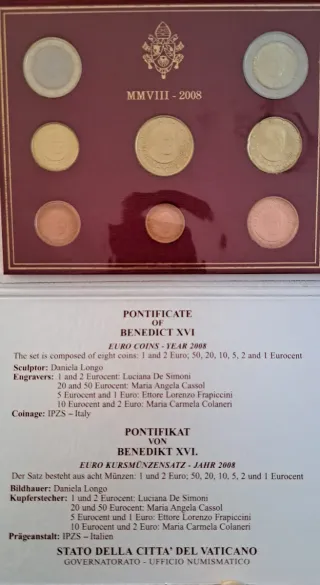 MMVIII - 2008
PONTIFICATE
OF
BENEDICT XVI
EURO COINS - YEAR 2008
The set is composed of eight coins: 1 and 2 Euro; 50, 20, 10, 5, 2 and 1 Eurocent
Sculptor: Daniela Longo
Engravers: 1 and 2 Eurocent: Luciana De Simoni
20 and 50 Eurocent: Maria Angela Cassol
5 Eurocent and 1 Euro: Ettore Lorenzo Frapiccini
10 Eurocent and 2 Euro: Maria Carmela Colaneri
Coinage: IPZS – Italy
PONTIFIKAT
VON
BENEDIKT XVI.
EURO KURSMÜNZENSATZ - JAHR 2008
Der Satz besteht aus acht Münzen: 1 und 2 Euro; 50, 20, 10, 5, 2 und 1 Eurocent
Bildhauer: Daniela Longo
Kupferstecher: 1 und 2 Eurocent: Luciana De Simoni
20 und 50 Eurocent: Maria Angela Cassol
5 Eurocent und 1 Euro: Ettore Lorenzo Frapiccini
10 Eurocent und 2 Euro: Maria Carmela Colaneri
Prägeanstalt: IPZS – Italien
STATO DELLA CITTA' DEL VATICANO
GOVERNATORATO - UFFICIO NUMISMATICO